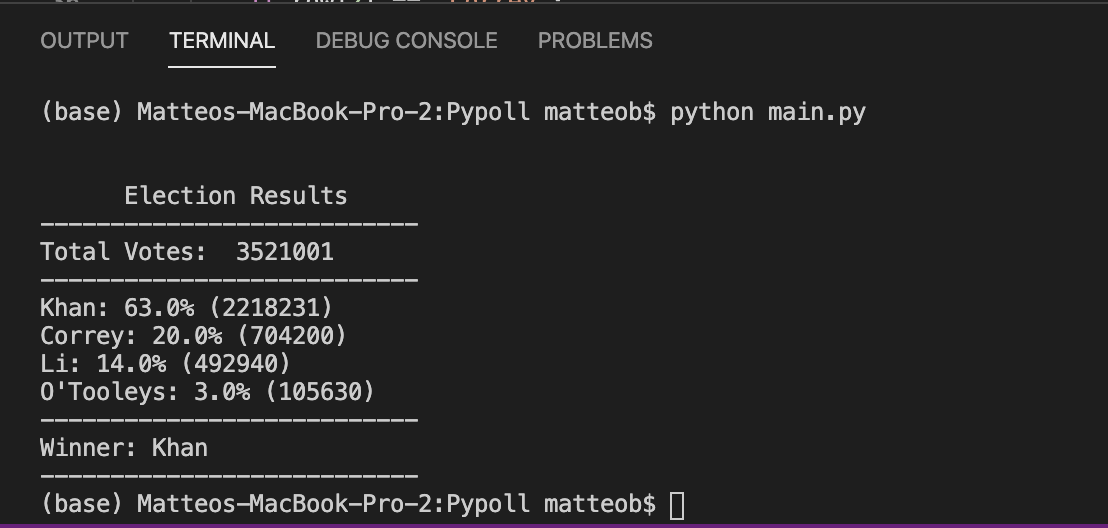 OUTPUT TERMINAL DEBUG CONSOLE PROBLEMS
(base) Matteos-MacBook-Pro-2:Pypoll matteob$ python main.py
Election Results
---------------------------
Total Votes:  3521001
---------------------------
Khan: 63.0% (2218231)
Correy: 20.0% (704200)
Li: 14.0% (492940)
O'Tooleys: 3.0% (105630)
---------------------------
Winner: Khan
---------------------------
(base) Matteos-MacBook-Pro-2:Pypoll matteob$